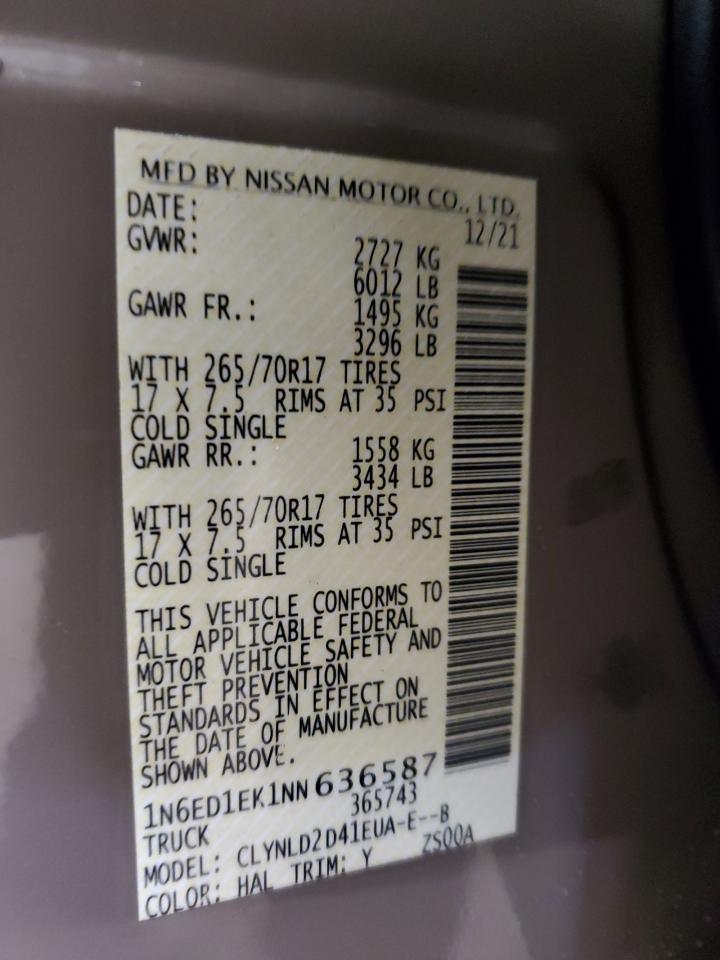 MFD BY NISSAN MOTOR CO., LTD.
DATE: 12/21
GVWR: 2727 KG
6012 LB
GAWR FR.: 1495 KG
3296 LB
WITH 265/70R17 TIRES
17 X 7.5 RIMS AT 35 PSI
COLD SINGLE
GAWR RR.: 1558 KG
3434 LB
WITH 265/70R17 TIRES
17 X 7.5 RIMS AT 35 PSI
COLD SINGLE
THIS VEHICLE CONFORMS TO
ALL APPLICABLE FEDERAL
MOTOR VEHICLE SAFETY AND
THEFT PREVENTION
STANDARDS IN EFFECT ON
THE DATE OF MANUFACTURE
SHOWN ABOVE.
1N6ED1EK1NN636587
TRUCK 365743
MODEL: CLYNLD2D41EUA-E--B
COLOR: HAL TRIM: Y ZS00A